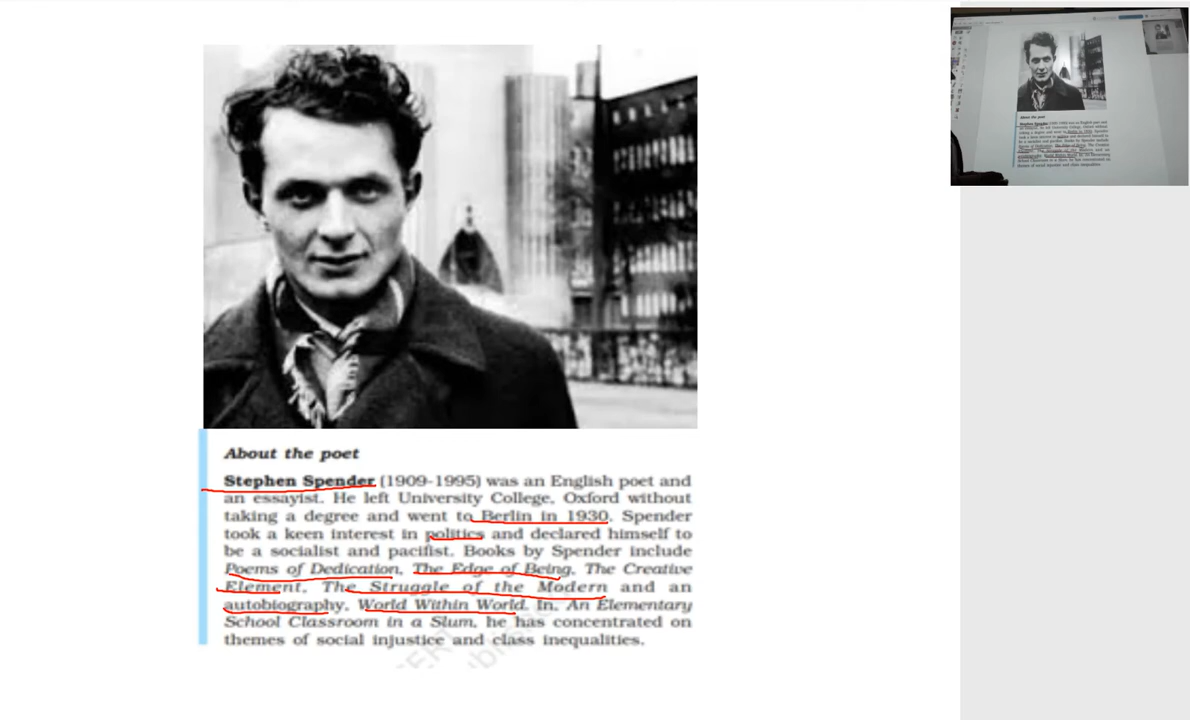 About the poet
Stephen Spender (1909-1995) was an English poet and
an essayist. He left University College, Oxford without
taking a degree and went to Berlin in 1930. Spender
took a keen interest in politics and declared himself to
be a socialist and pacifist. Books by Spender include
Poems of Dedication, The Edge of Being, The Creative
Element, The Struggle of the Modern and an
autobiography, World Within World. In, An Elementary
School Classroom in a Slum, he has concentrated on
themes of social injustice and class inequalities.